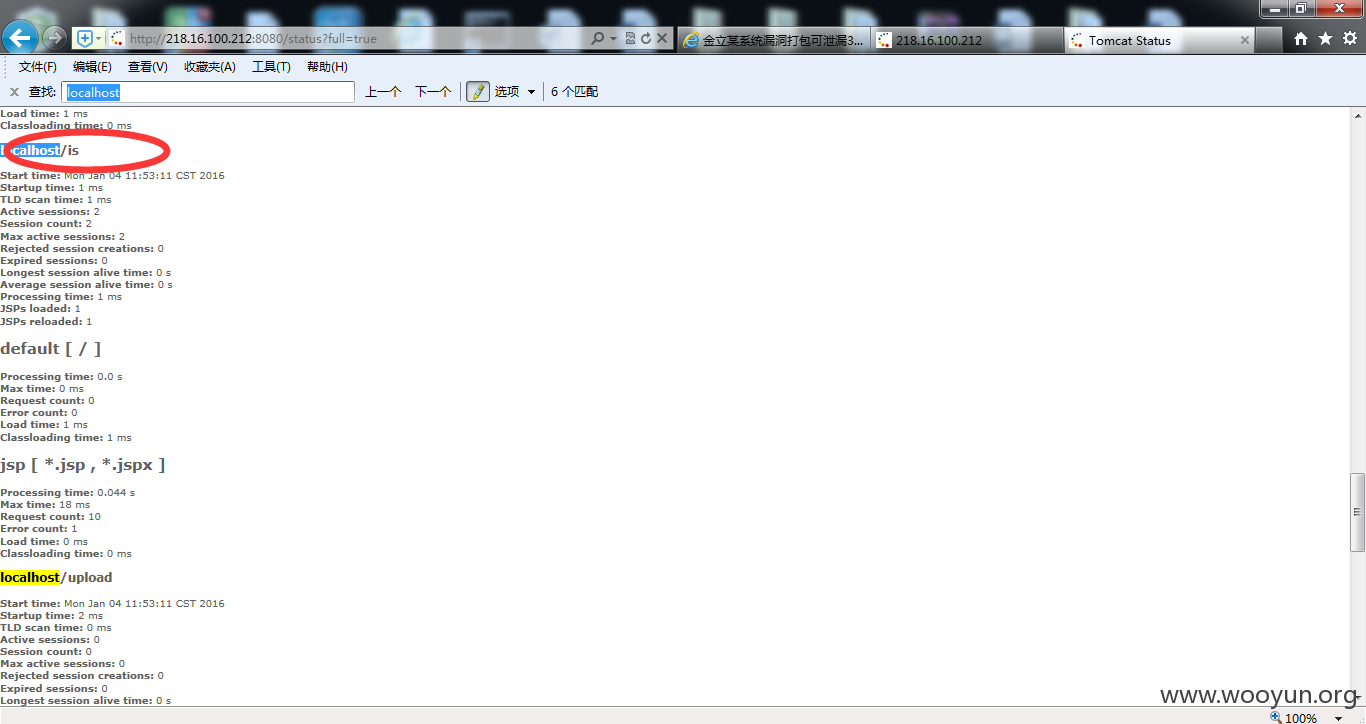 http://218.16.100.212:8080/status?full=true
金立某系统漏洞打包可泄漏3...
218.16.100.212
Tomcat Status
文件(F) 编辑(E) 查看(V) 收藏夹(A) 工具(T) 帮助(H)
查找: localhost 上一个 下一个 选项 6 个匹配
Load time: 1 ms
Classloading time: 0 ms
localhost/is
Start time: Mon Jan 04 11:53:11 CST 2016
Startup time: 1 ms
TLD scan time: 1 ms
Active sessions: 2
Session count: 2
Max active sessions: 2
Rejected session creations: 0
Expired sessions: 0
Longest session alive time: 0 s
Average session alive time: 0 s
Processing time: 1 ms
JSPs loaded: 1
JSPs reloaded: 1
default [ / ]
Processing time: 0.0 s
Max time: 0 ms
Request count: 0
Error count: 0
Load time: 1 ms
Classloading time: 1 ms
jsp [ *.jsp , *.jspx ]
Processing time: 0.044 s
Max time: 18 ms
Request count: 10
Error count: 1
Load time: 0 ms
Classloading time: 0 ms
localhost/upload
Start time: Mon Jan 04 11:53:11 CST 2016
Startup time: 2 ms
TLD scan time: 0 ms
Active sessions: 0
Session count: 0
Max active sessions: 0
Rejected session creations: 0
Expired sessions: 0
Longest session alive time: 0 s
www.wooyun.org
100%